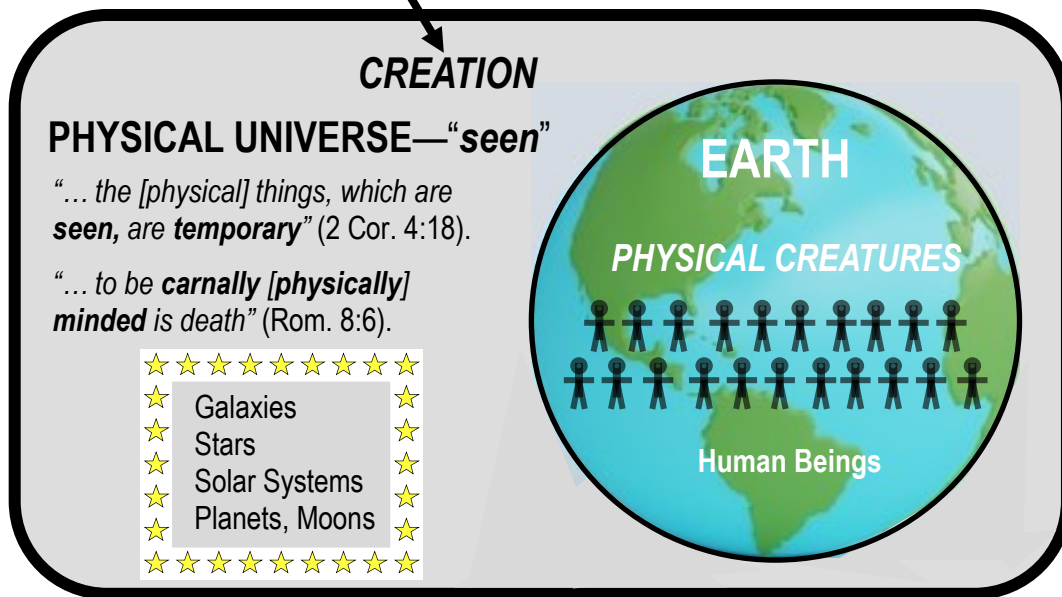 CREATION
PHYSICAL UNIVERSE—“seen”
“… the [physical] things, which are
seen, are temporary” (2 Cor. 4:18).
“… to be carnally [physically]
minded is death” (Rom. 8:6).
Galaxies
Stars
Solar Systems
Planets, Moons
EARTH
PHYSICAL CREATURES
Human Beings